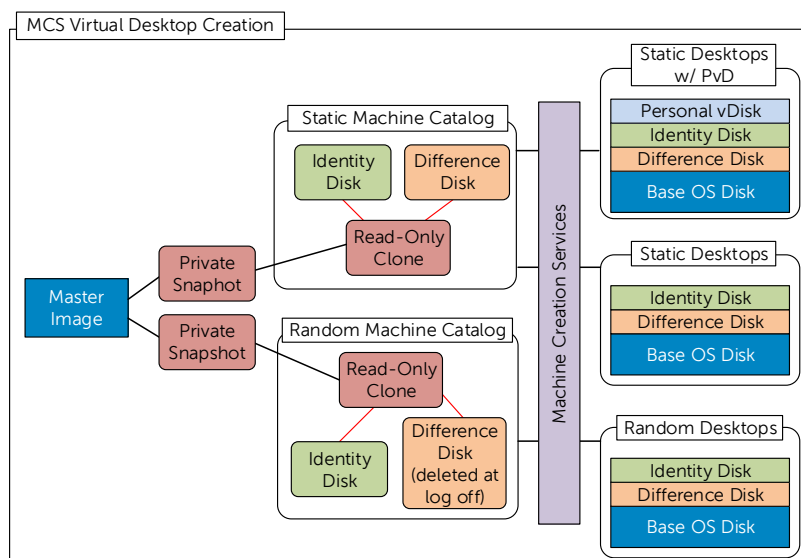 MCS Virtual Desktop Creation
Static Desktops
w/ PvD
Personal vDisk
Identity Disk
Difference Disk
Base OS Disk
Static Machine Catalog
Identity
Disk
Difference
Disk
Read-Only
Clone
Private
Snaphot
Master
Image
Private
Snapshot
Random Machine Catalog
Read-Only
Clone
Identity
Disk
Difference
Disk
(deleted at
log off)
Machine Creation Services
Static Desktops
Identity Disk
Difference Disk
Base OS Disk
Random Desktops
Identity Disk
Difference Disk
Base OS Disk